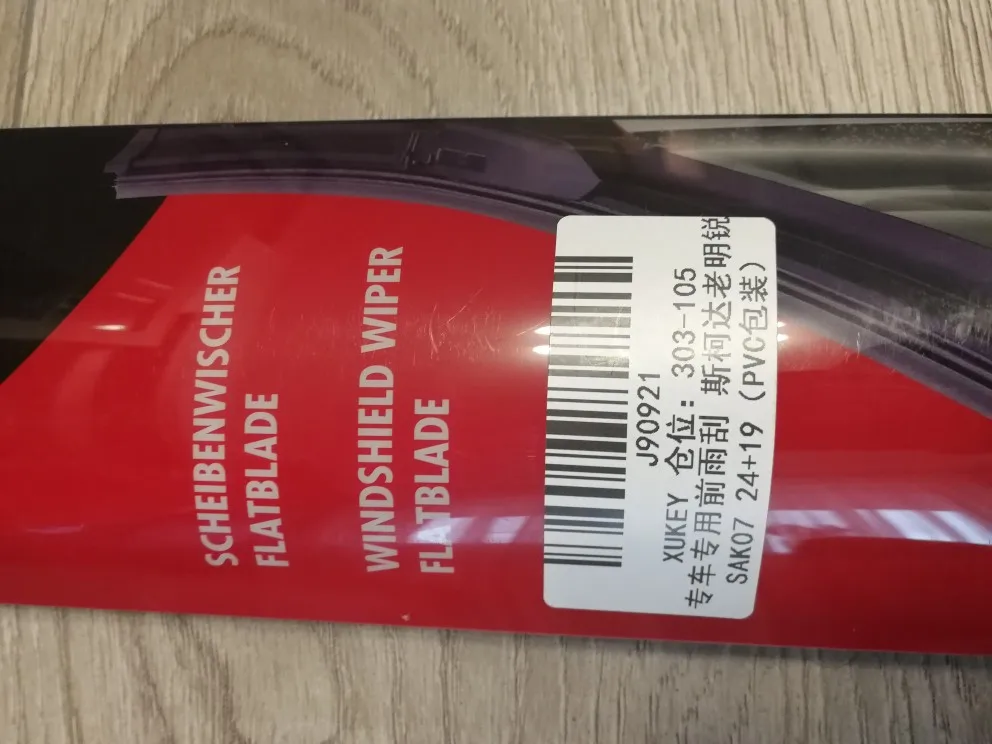 SCHEIBENWISCHER
FLATBLADE
WINDSHIELD WIPER
FLATBLADE
J90921
XUKEY 仓位: 303-105
专车专用前雨刮 斯柯达老明锐
SAK07 24+19 (PVC包装)